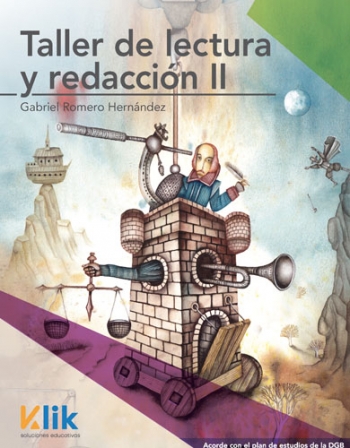 Taller de lectura
y redacción II
Gabriel Romero Hernández
Klik
soluciones educativas
Acorde con el plan de estudios de la DGB